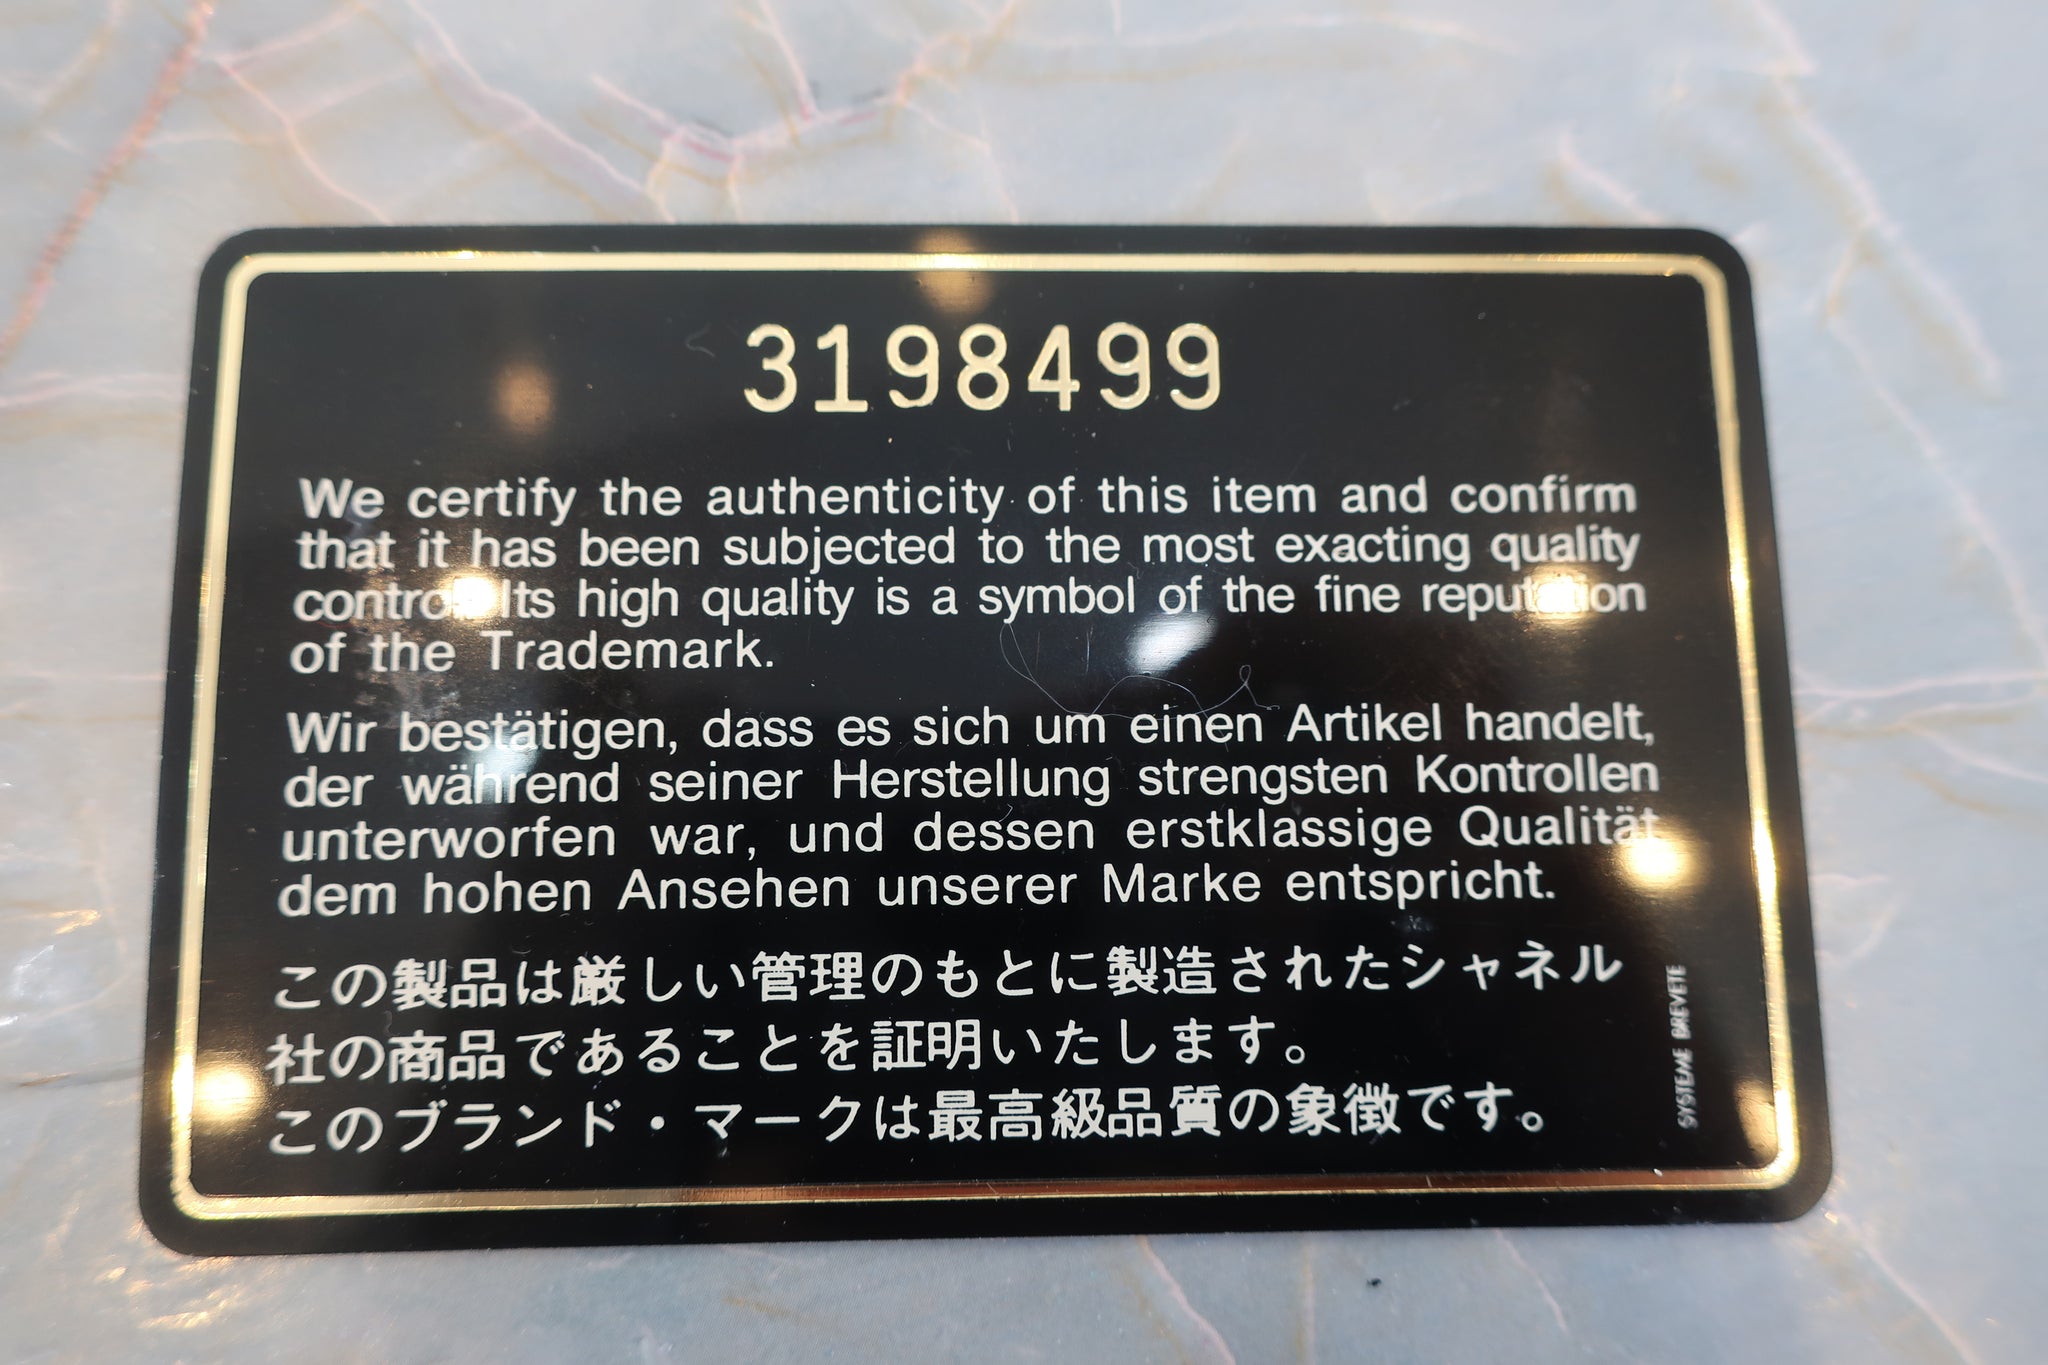 3198499
We certify the authenticity of this item and confirm
that it has been subjected to the most exacting quality
control. Its high quality is a symbol of the fine reputation
of the Trademark.
Wir bestätigen, dass es sich um einen Artikel handelt,
der während seiner Herstellung strengsten Kontrollen
unterworfen war, und dessen erstklassige Qualität
dem hohen Ansehen unserer Marke entspricht.
この製品は厳しい管理のもとに製造されたシャネル
社の商品であることを証明いたします。
このブランド・マークは最高級品質の象徴です。
SYSTEME BREVETE